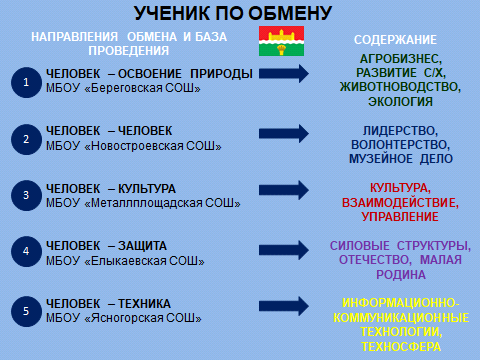 УЧЕНИК ПО ОБМЕНУ
НАПРАВЛЕНИЯ ОБМЕНА И БАЗА
ПРОВЕДЕНИЯ
СОДЕРЖАНИЕ
1
ЧЕЛОВЕК – ОСВОЕНИЕ ПРИРОДЫ
МБОУ «Береговская СОШ»
АГРОБИЗНЕС,
РАЗВИТИЕ С/Х,
ЖИВОТНОВОДСТВО,
ЭКОЛОГИЯ
2
ЧЕЛОВЕК – ЧЕЛОВЕК
МБОУ «Новостроевская СОШ»
ЛИДЕРСТВО,
ВОЛОНТЕРСТВО,
МУЗЕЙНОЕ ДЕЛО
3
ЧЕЛОВЕК – КУЛЬТУРА
МБОУ «Металлплощадская СОШ»
КУЛЬТУРА,
ВЗАИМОДЕЙСТВИЕ,
УПРАВЛЕНИЕ
4
ЧЕЛОВЕК – ЗАЩИТА
МБОУ «Елыкаевская СОШ»
СИЛОВЫЕ СТРУКТУРЫ,
ОТЕЧЕСТВО, МАЛАЯ
РОДИНА
5
ЧЕЛОВЕК – ТЕХНИКА
МБОУ «Ясногорская СОШ»
ИНФОРМАЦИОННО-
КОММУНИКАЦИОННЫЕ
ТЕХНОЛОГИИ,
ТЕХНОСФЕРА